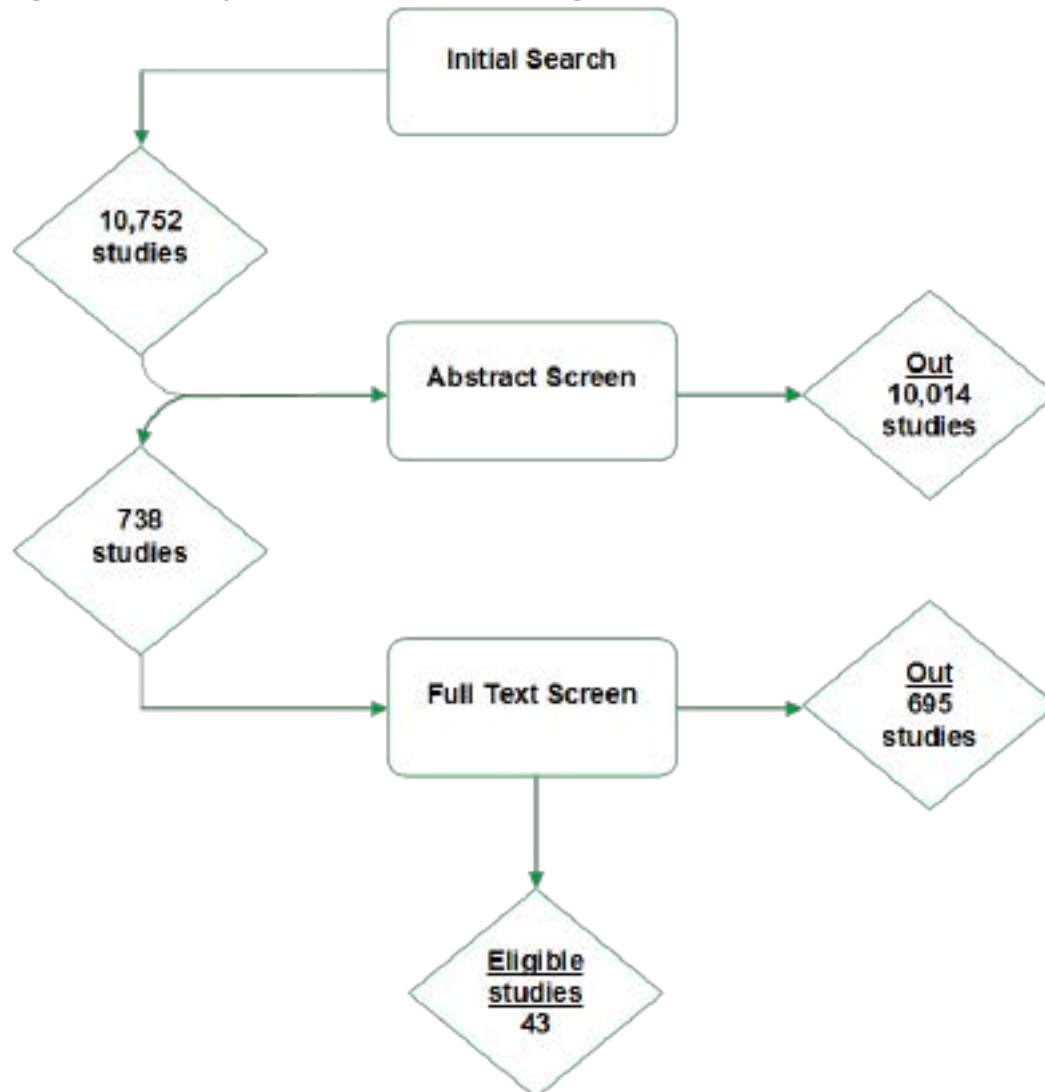 Initial Search
10,752
studies
Abstract Screen
Out
10,014
studies
738
studies
Full Text Screen
Out
695
studies
Eligible
studies
43